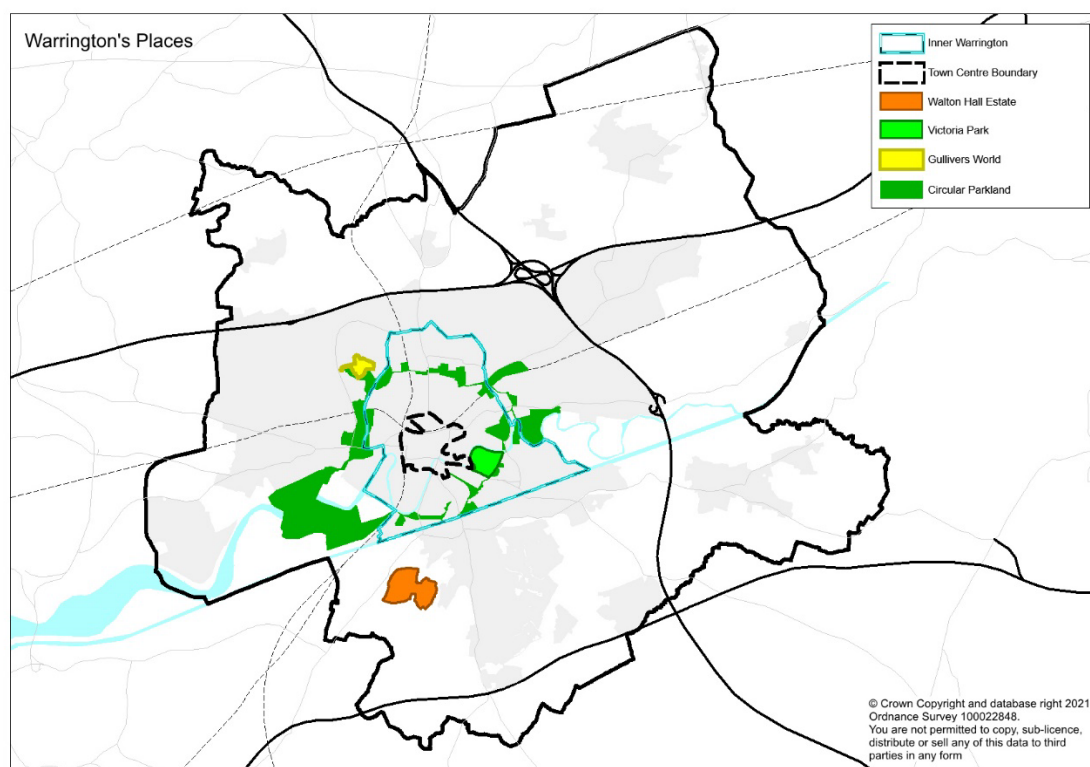 Warrington's Places
Inner Warrington
Town Centre Boundary
Walton Hall Estate
Victoria Park
Gullivers World
Circular Parkland
© Crown Copyright and database right 2021
Ordnance Survey 100022848.
You are not permitted to copy, sub-licence,
distribute or sell any of this data to third
parties in any form